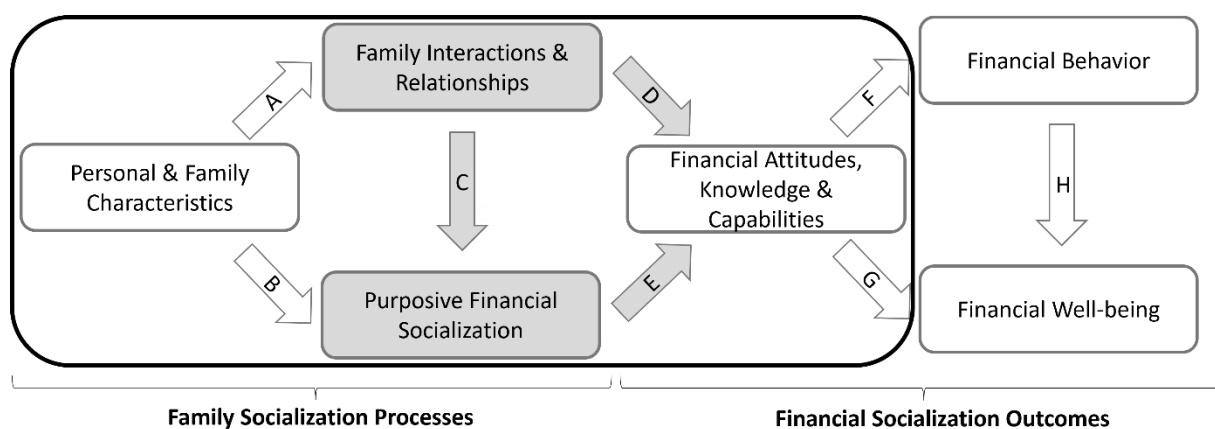 Family Interactions &
Relationships
Financial Behavior
A
D
F
Personal & Family
Characteristics
C
Financial Attitudes,
Knowledge &
Capabilities
H
B
E
G
Purposive Financial
Socialization
Financial Well-being
Family Socialization Processes
Financial Socialization Outcomes